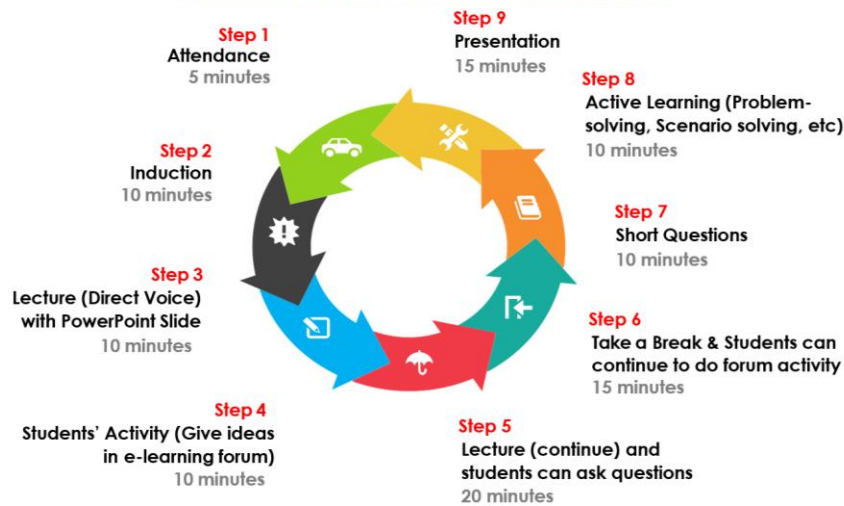 Step 1
Attendance
5 minutes
Step 2
Induction
10 minutes
Step 3
Lecture (Direct Voice)
with PowerPoint Slide
10 minutes
Step 4
Students' Activity (Give ideas
in e-learning forum)
10 minutes
Step 5
Lecture (continue) and
students can ask questions
20 minutes
Step 6
Take a Break & Students can
continue to do forum activity
15 minutes
Step 7
Short Questions
10 minutes
Step 8
Active Learning (Problem-
solving, Scenario solving, etc)
10 minutes
Step 9
Presentation
15 minutes